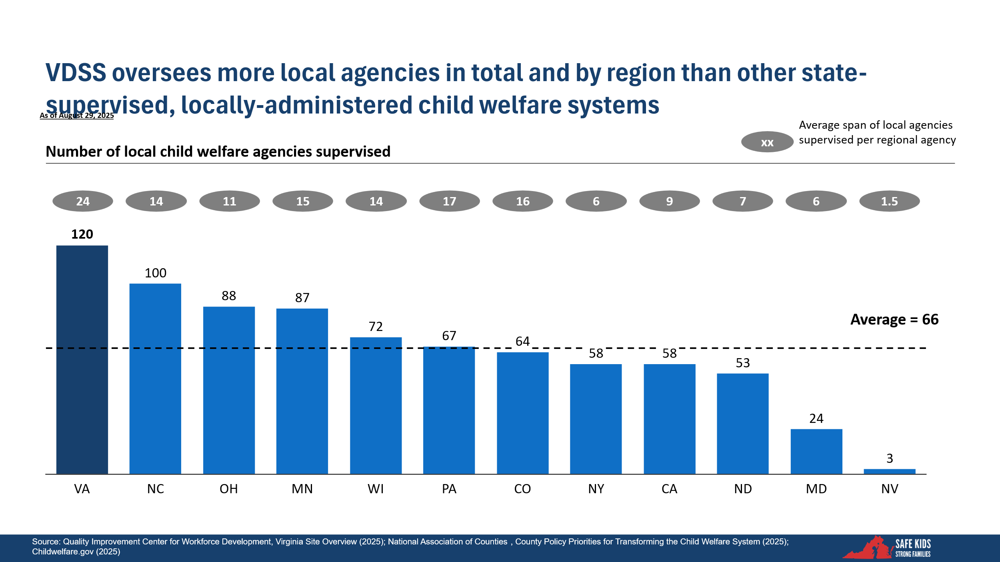 VDSS oversees more local agencies in total and by region than other state-
supervised, locally-administered child welfare systems
As of August 29, 2025
Average span of local agencies
supervised per regional agency
xx
Number of local child welfare agencies supervised
24 14 11 15 14 17 16 6 9 7 6 1.5
120
100
88
87
72
67
64
58
58
53
24
3
Average = 66
VA NC OH MN WI PA CO NY CA ND MD NV
Source: Quality Improvement Center for Workforce Development, Virginia Site Overview (2025); National Association of Counties , County Policy Priorities for Transforming the Child Welfare System (2025);
Childwelfare.gov (2025)
SAFE KIDS
STRONG FAMILIES